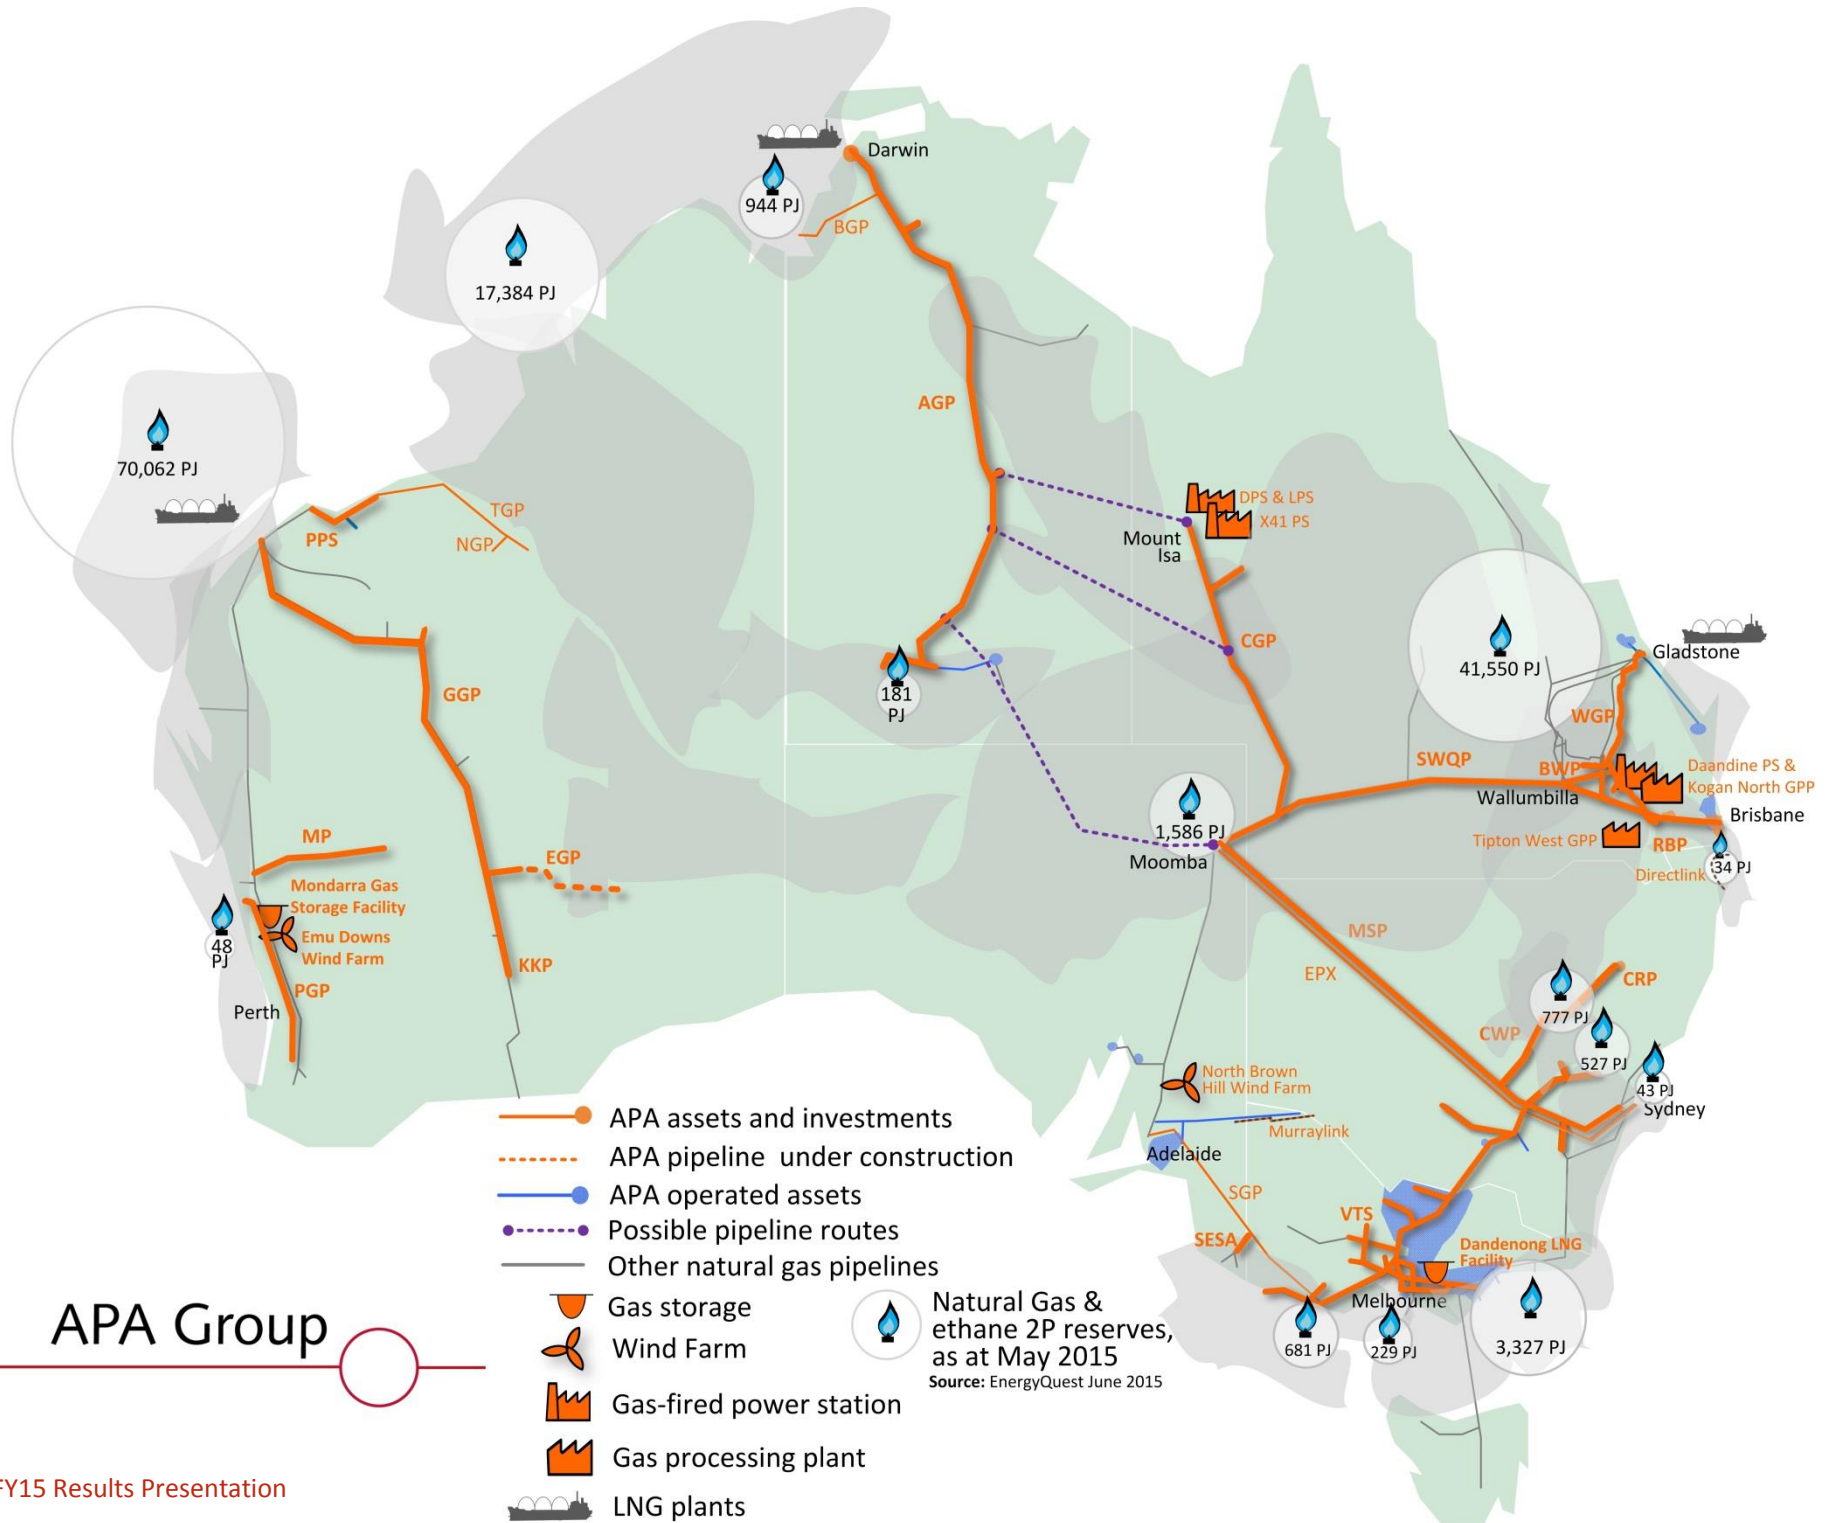 Darwin
944 PJ
BGP
17,384 PJ
AGP
70,062 PJ
TGP
NGP
PPS
DPS & LPS
X41 PS
Mount
Isa
CGP
41,550 PJ
Gladstone
WGP
GGP
181
PJ
SWQP
BWP
Daandine PS &
Kogan North GPP
Wallumbilla
Brisbane
1,586 PJ
Moomba
Tipton West GPP
RBP
34 PJ
Directlink
MP
EGP
Mondarra Gas
Storage Facility
Emu Downs
Wind Farm
48
PJ
KKP
PGP
Perth
MSP
EPX
CRP
777 PJ
CWP
527 PJ
43 PJ
Sydney
North Brown
Hill Wind Farm
Murraylink
Adelaide
SGP
SESA
VTS
Dandenong LNG
Facility
Melbourne
681 PJ
229 PJ
3,327 PJ
APA assets and investments
APA pipeline under construction
APA operated assets
Possible pipeline routes
Other natural gas pipelines
Gas storage
Wind Farm
Gas-fired power station
Gas processing plant
LNG plants
Natural Gas &
ethane 2P reserves,
as at May 2015
Source: EnergyQuest June 2015
APA Group
FY15 Results Presentation